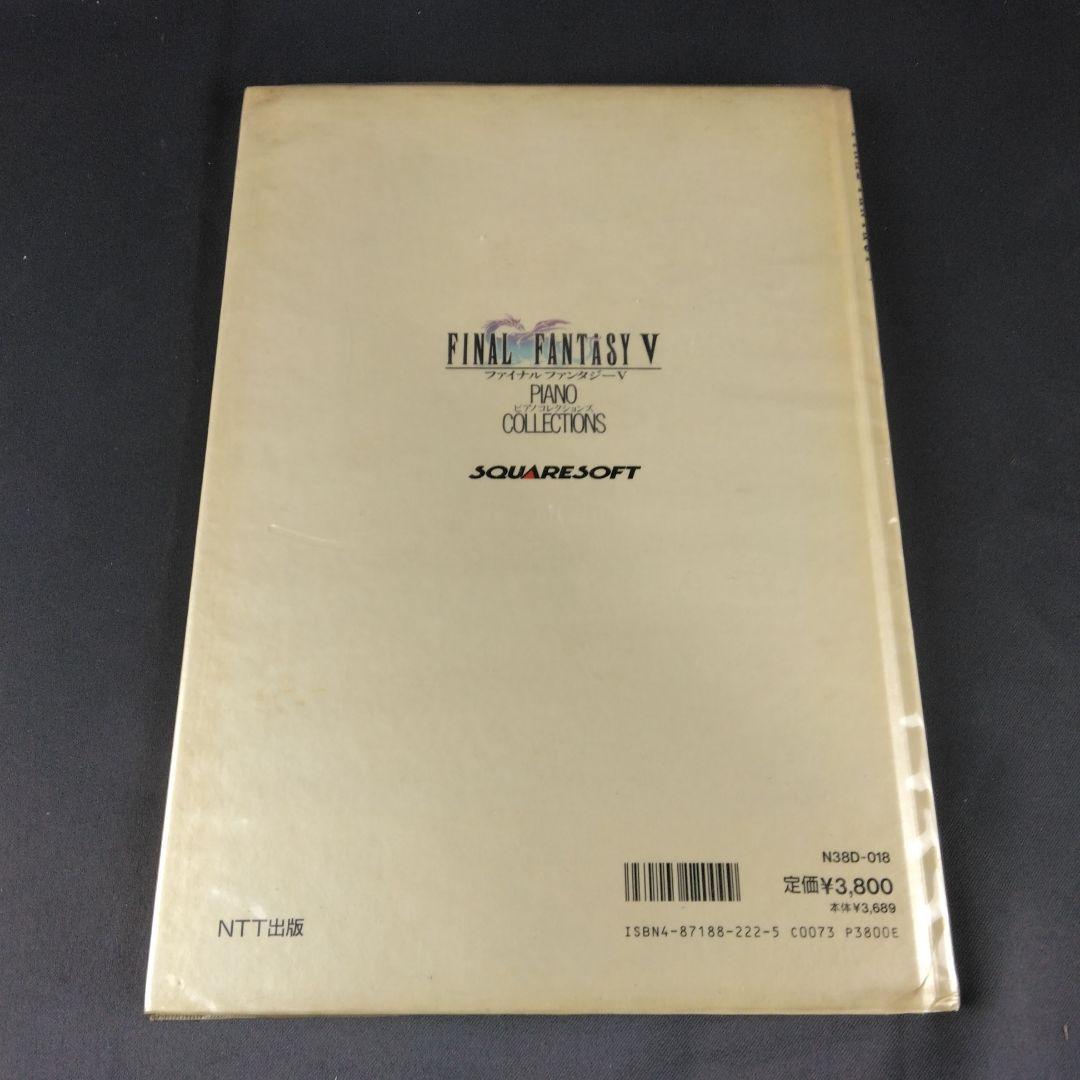 FINAL FANTASY V
ファイナルファンタジーV
PIANO
ピアノコレクションズ
COLLECTIONS
SQUARESOFT
N38D-018
定価¥3,800
本体¥3,689
ISBN4-87188-222-5 C0073 P3800E
NTT出版